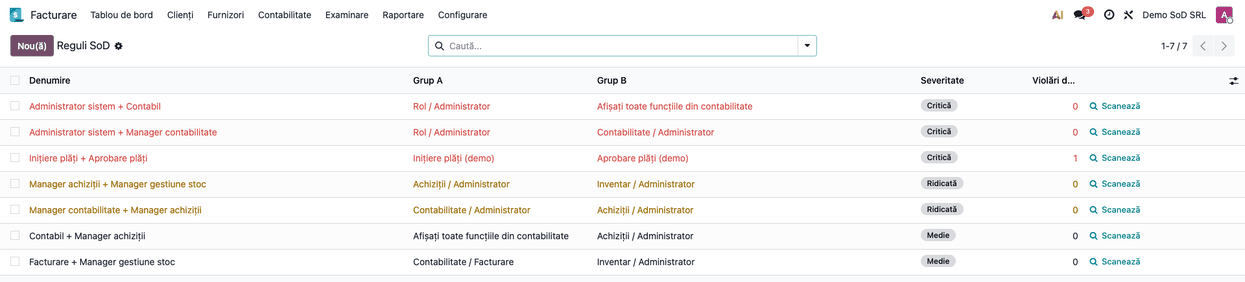 Facturare Tablou de bord Clienți Furnizori Contabilitate Examinare Raportare Configurare AI 3 Demo SoD SRL A
Nou(ă) Reguli SoD Caută... 1-7 / 7
Denumire Grup A Grup B Severitate Violări d...
Administrator sistem + Contabil Rol / Administrator Afișați toate funcțiile din contabilitate Critică 0 Scanează
Administrator sistem + Manager contabilitate Rol / Administrator Contabilitate / Administrator Critică 0 Scanează
Inițiere plăți + Aprobare plăți Inițiere plăți (demo) Aprobare plăți (demo) Critică 1 Scanează
Manager achiziții + Manager gestiune stoc Achiziții / Administrator Inventar / Administrator Ridicată 0 Scanează
Manager contabilitate + Manager achiziții Contabilitate / Administrator Achiziții / Administrator Ridicată 0 Scanează
Contabil + Manager achiziții Afișați toate funcțiile din contabilitate Achiziții / Administrator Medie 0 Scanează
Facturare + Manager gestiune stoc Contabilitate / Facturare Inventar / Administrator Medie 0 Scanează